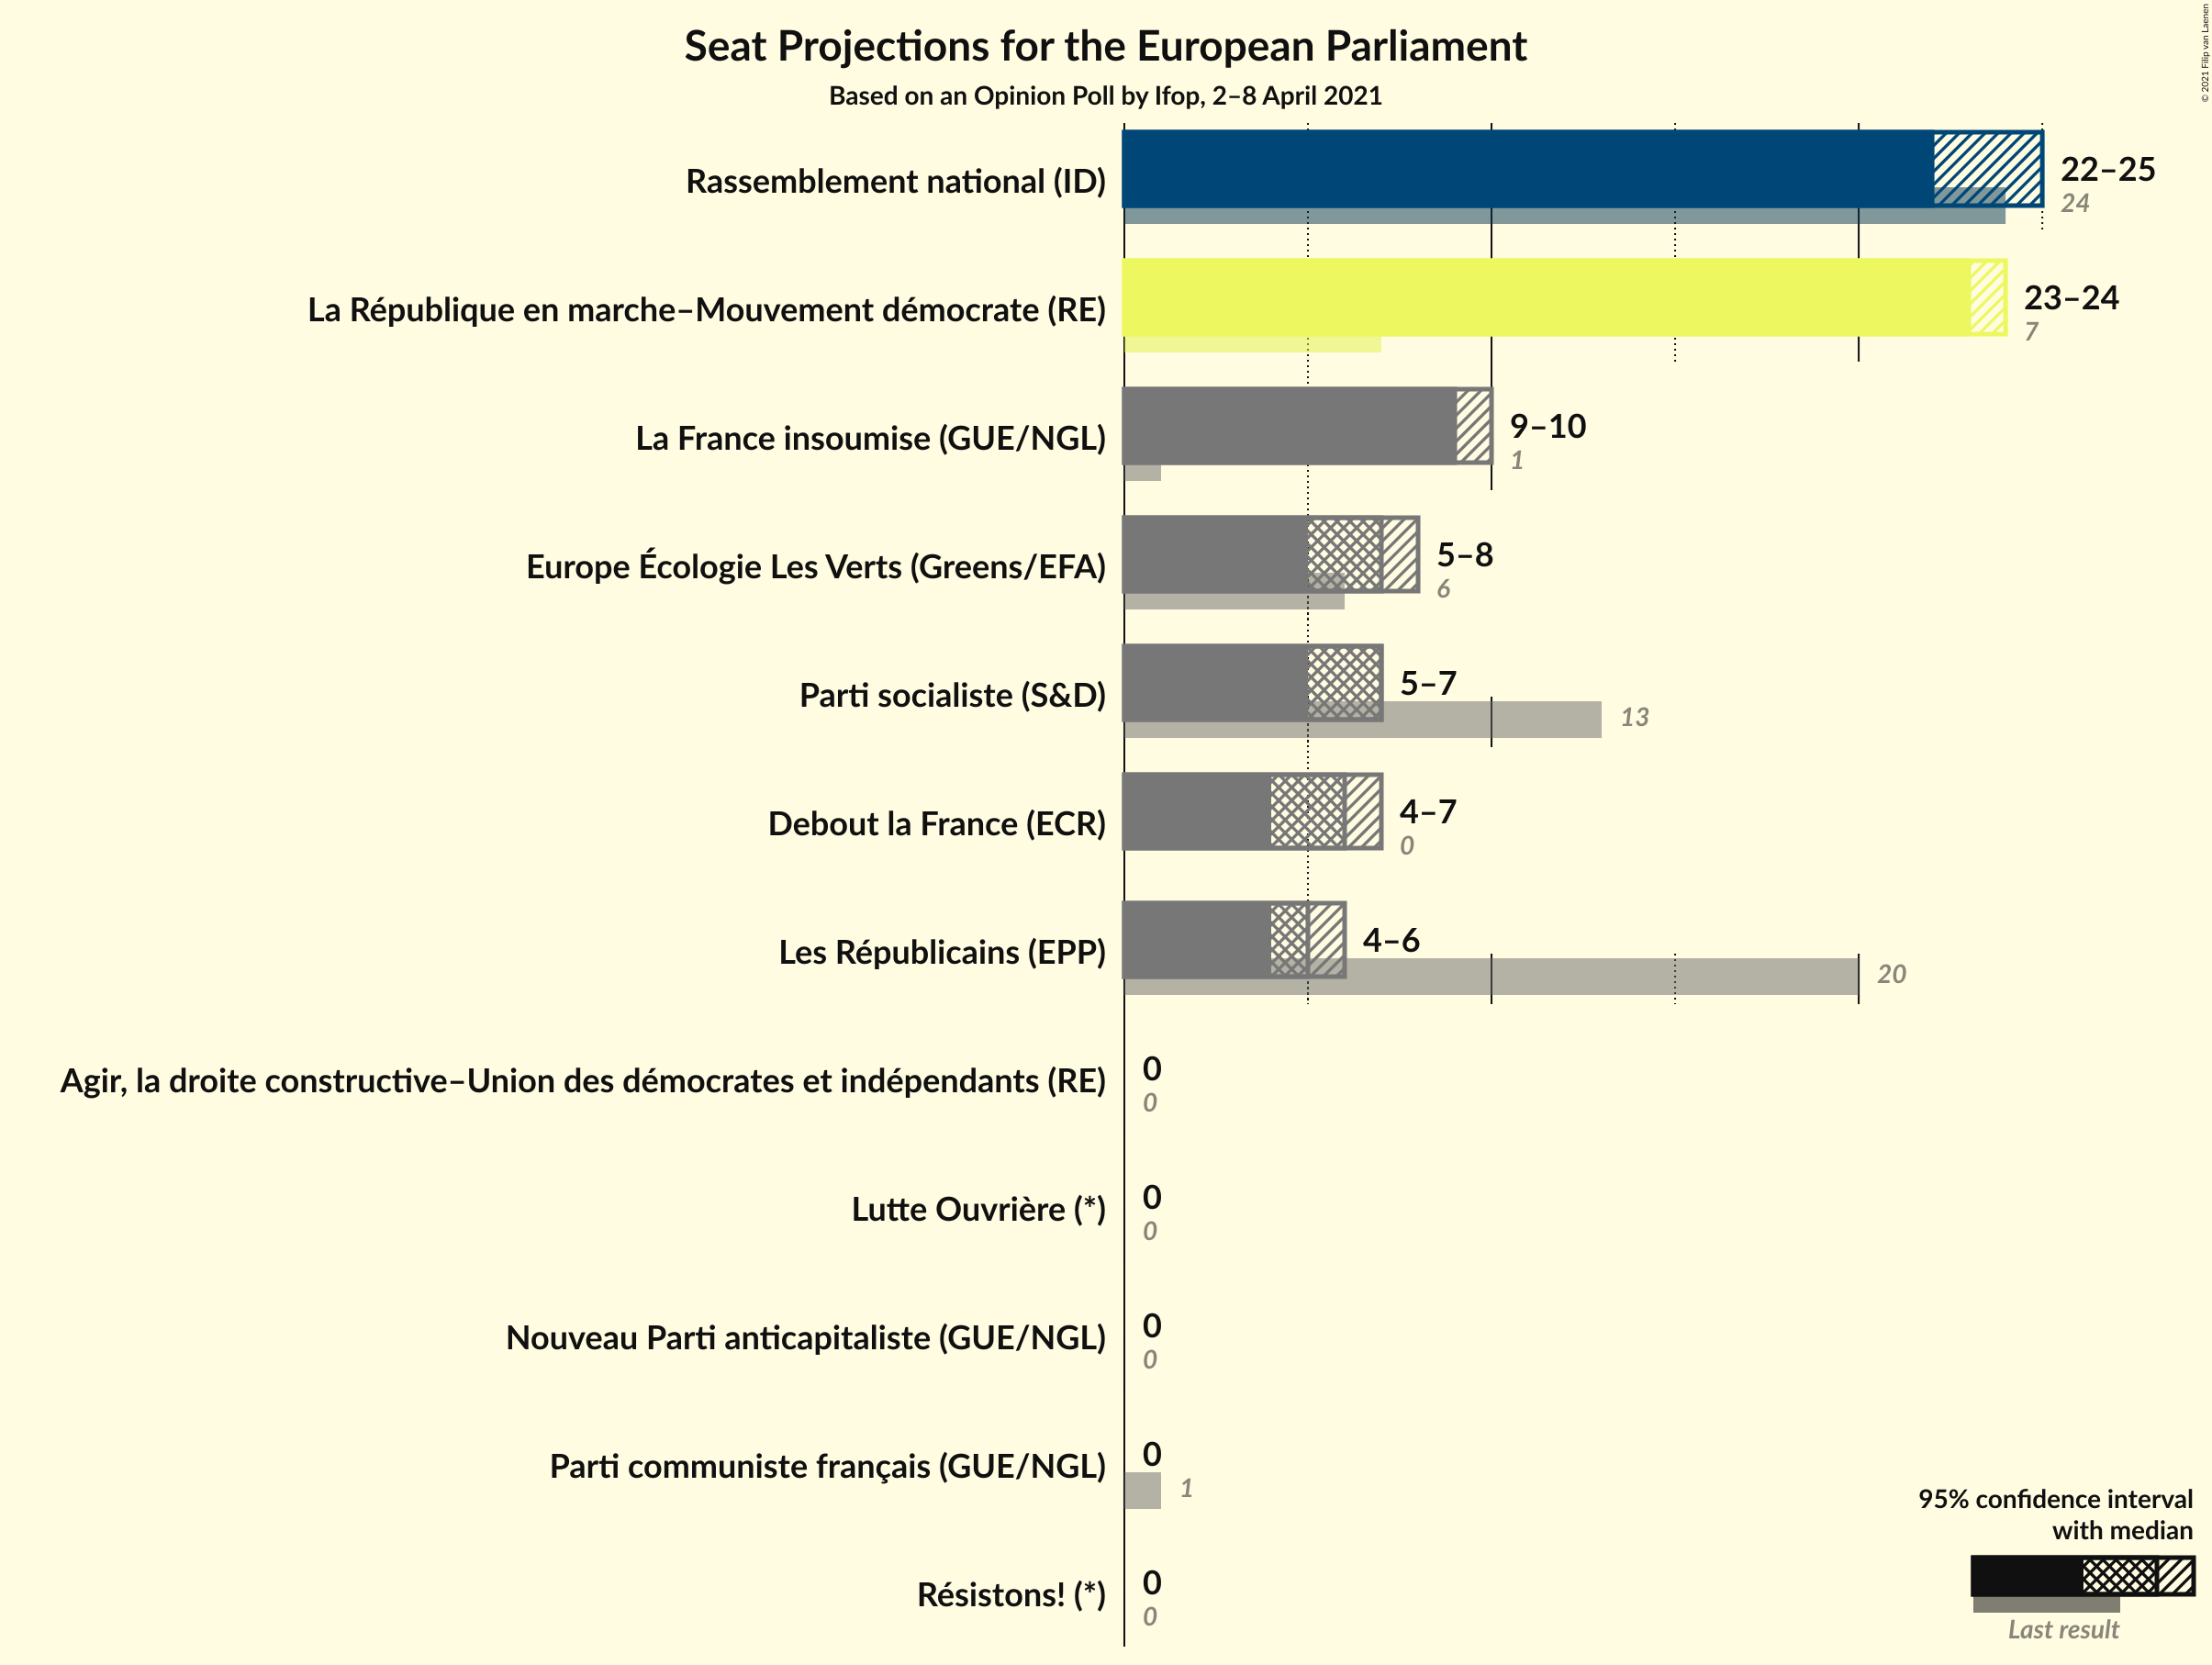 Seat Projections for the European Parliament
Based on an Opinion Poll by Ifop, 2–8 April 2021
© 2021 Filip van Laenen
Rassemblement national (ID)
22–25
24
La République en marche–Mouvement démocrate (RE)
23–24
7
La France insoumise (GUE/NGL)
9–10
1
Europe Écologie Les Verts (Greens/EFA)
5–8
6
Parti socialiste (S&D)
5–7
13
Debout la France (ECR)
4–7
0
Les Républicains (EPP)
4–6
20
Agir, la droite constructive–Union des démocrates et indépendants (RE)
0
0
Lutte Ouvrière (*)
0
0
Nouveau Parti anticapitaliste (GUE/NGL)
0
0
Parti communiste français (GUE/NGL)
0
1
Résistons! (*)
0
0
95% confidence interval
with median
Last result